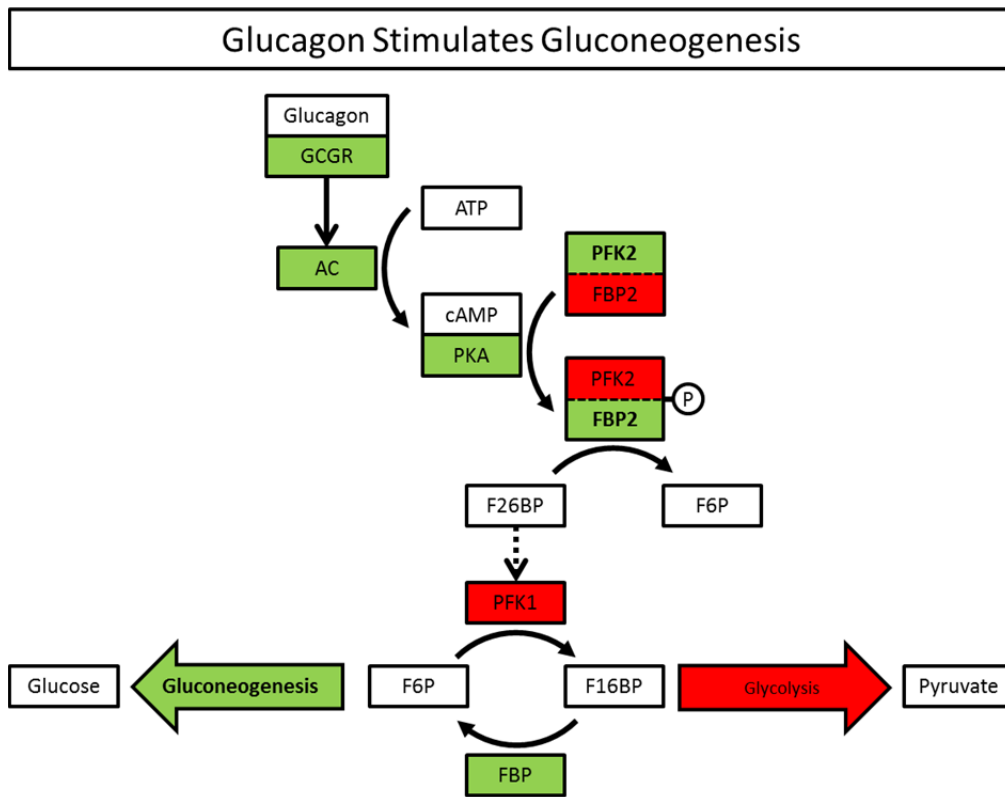 Glucagon Stimulates Gluconeogenesis
Glucagon
GCGR
ATP
AC
PFK2
FBP2
cAMP
PKA
PFK2
FBP2
P
F26BP
F6P
PFK1
Glucose
Gluconeogenesis
F6P
F16BP
Glycolysis
Pyruvate
FBP